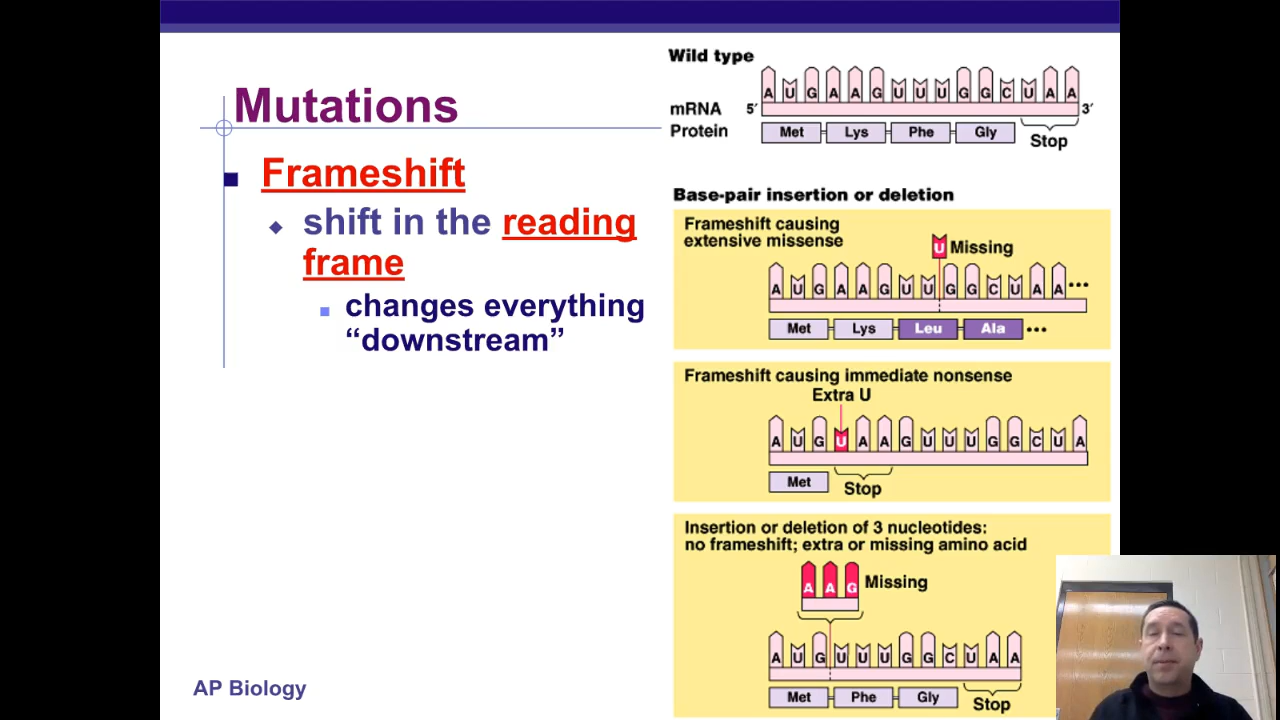 Mutations
Frameshift
shift in the reading
frame
changes everything
“downstream”
AP Biology
Wild type
A U G A A G U U U G G C U A A
mRNA 5′ 3′
Protein Met Lys Phe Gly
Stop
Base-pair insertion or deletion
Frameshift causing
extensive missense
U Missing
A U G A A G U U G G C U A A •••
Met Lys Leu Ala •••
Frameshift causing immediate nonsense
Extra U
A U G U A A G U U U G G C U A
Met
Stop
Insertion or deletion of 3 nucleotides:
no frameshift; extra or missing amino acid
A A G Missing
A U G U U U G G C U A A
Met Phe Gly
Stop